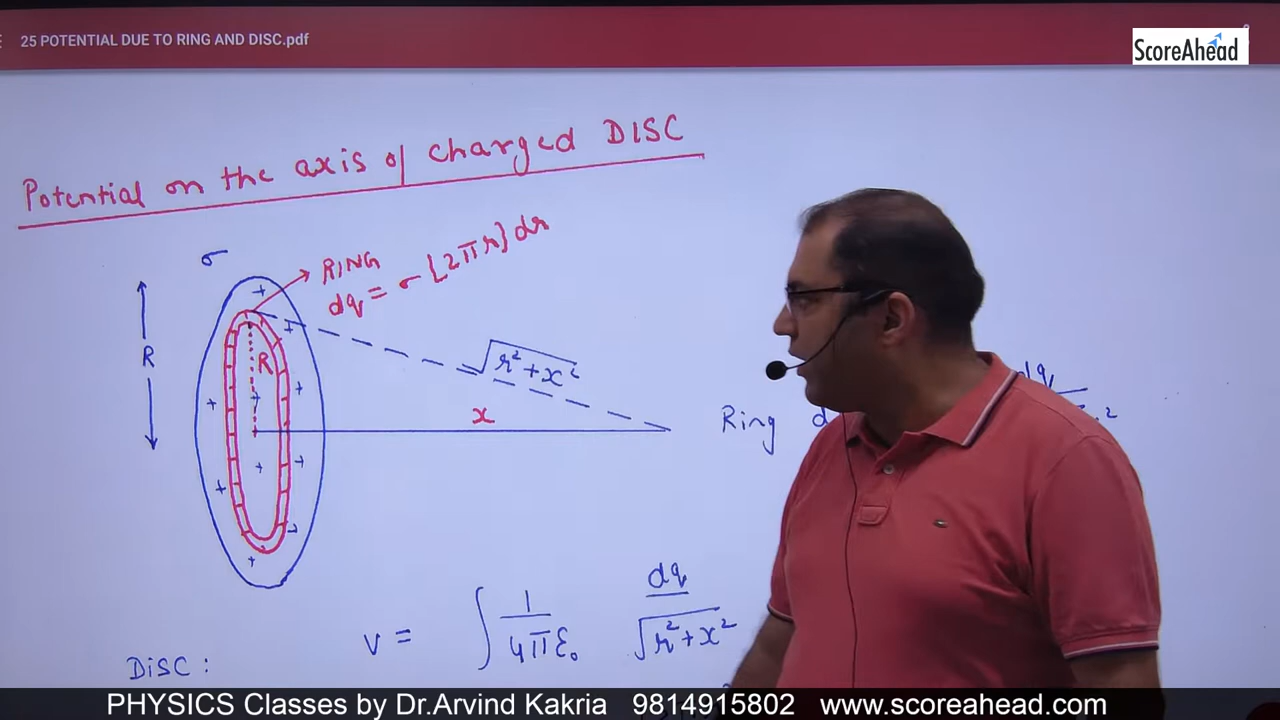 25 POTENTIAL DUE TO RING AND DISC.pdf
ScoreAhead
Potential on the axis of charged DISC
σ
RING
dq = σ {2πr} dr
R
R
√r²+x²
x
Ring d
dq
2
V = ∫ 1/4πε₀ dq/√r²+x²
DISC :
PHYSICS Classes by Dr.Arvind Kakria 9814915802 www.scoreahead.com